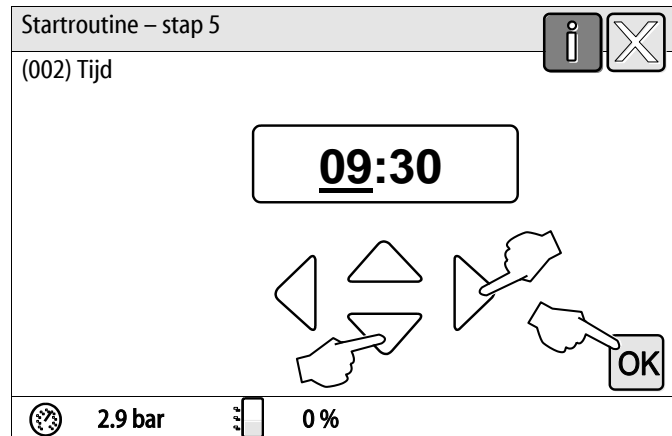 Startroutine – stap 5
i
X
(002) Tijd
09:30
OK
2.9 bar 0 %